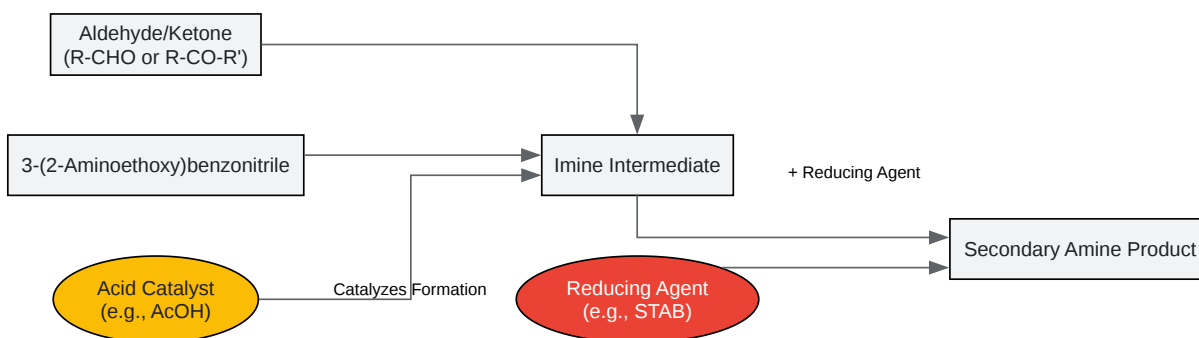 Aldehyde/Ketone
(R-CHO or R-CO-R')
3-(2-Aminoethoxy)benzonitrile
Imine Intermediate
+ Reducing Agent
Secondary Amine Product
Acid Catalyst
(e.g., AcOH)
Catalyzes Formation
Reducing Agent
(e.g., STAB)